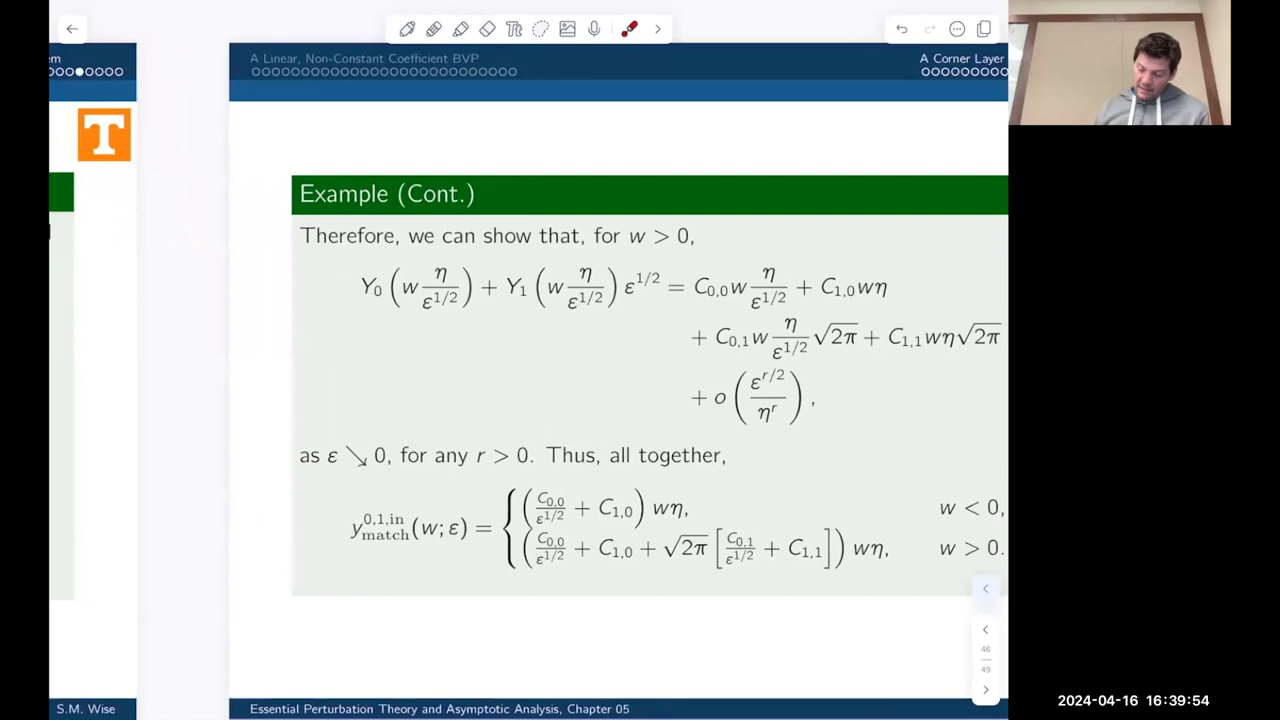 em
A Linear, Non-Constant Coefficient BVP
A Corner Layer
T
Example (Cont.)
Therefore, we can show that, for w > 0,
Y₀ (w η/ε^{1/2}) + Y₁ (w η/ε^{1/2}) ε^{1/2} = C_{0,0}w η/ε^{1/2} + C_{1,0}wη
+ C_{0,1}w η/ε^{1/2} √2π + C_{1,1}wη√2π
+ o (ε^{r/2}/η^r),
as ε ↘ 0, for any r > 0. Thus, all together,
y^{0,1,in}_{match}(w; ε) = { (C_{0,0}/ε^{1/2} + C_{1,0}) wη, w < 0,
(C_{0,0}/ε^{1/2} + C_{1,0} + √2π [C_{0,1}/ε^{1/2} + C_{1,1}]) wη, w > 0.
46
49
S.M. Wise
Essential Perturbation Theory and Asymptotic Analysis, Chapter 05
2024-04-16 16:39:54